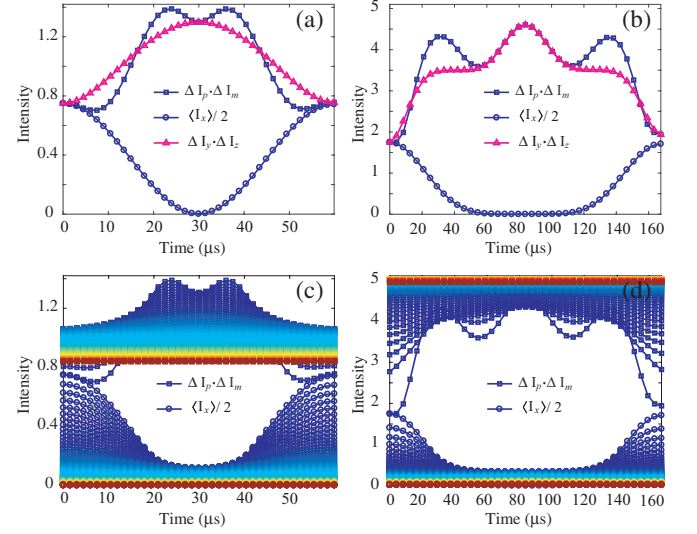 (a)
1.2
0.8
0.4
0
Intensity
Δ I_p·Δ I_m
⟨I_x⟩/ 2
Δ I_y·Δ I_z
0 10 20 30 40 50
Time (μs)
(b)
5
4
3
2
1
0
Intensity
Δ I_p·Δ I_m
⟨I_x⟩/ 2
Δ I_y·Δ I_z
0 20 40 60 80 100 120 140 160
Time (μs)
(c)
1.2
0.8
0.4
0
Intensity
Δ I_p·Δ I_m
⟨I_x⟩/ 2
0 10 20 30 40 50
Time (μs)
(d)
5
4
3
2
1
0
Intensity
Δ I_p·Δ I_m
⟨I_x⟩/ 2
0 20 40 60 80 100 120 140 160
Time (μs)